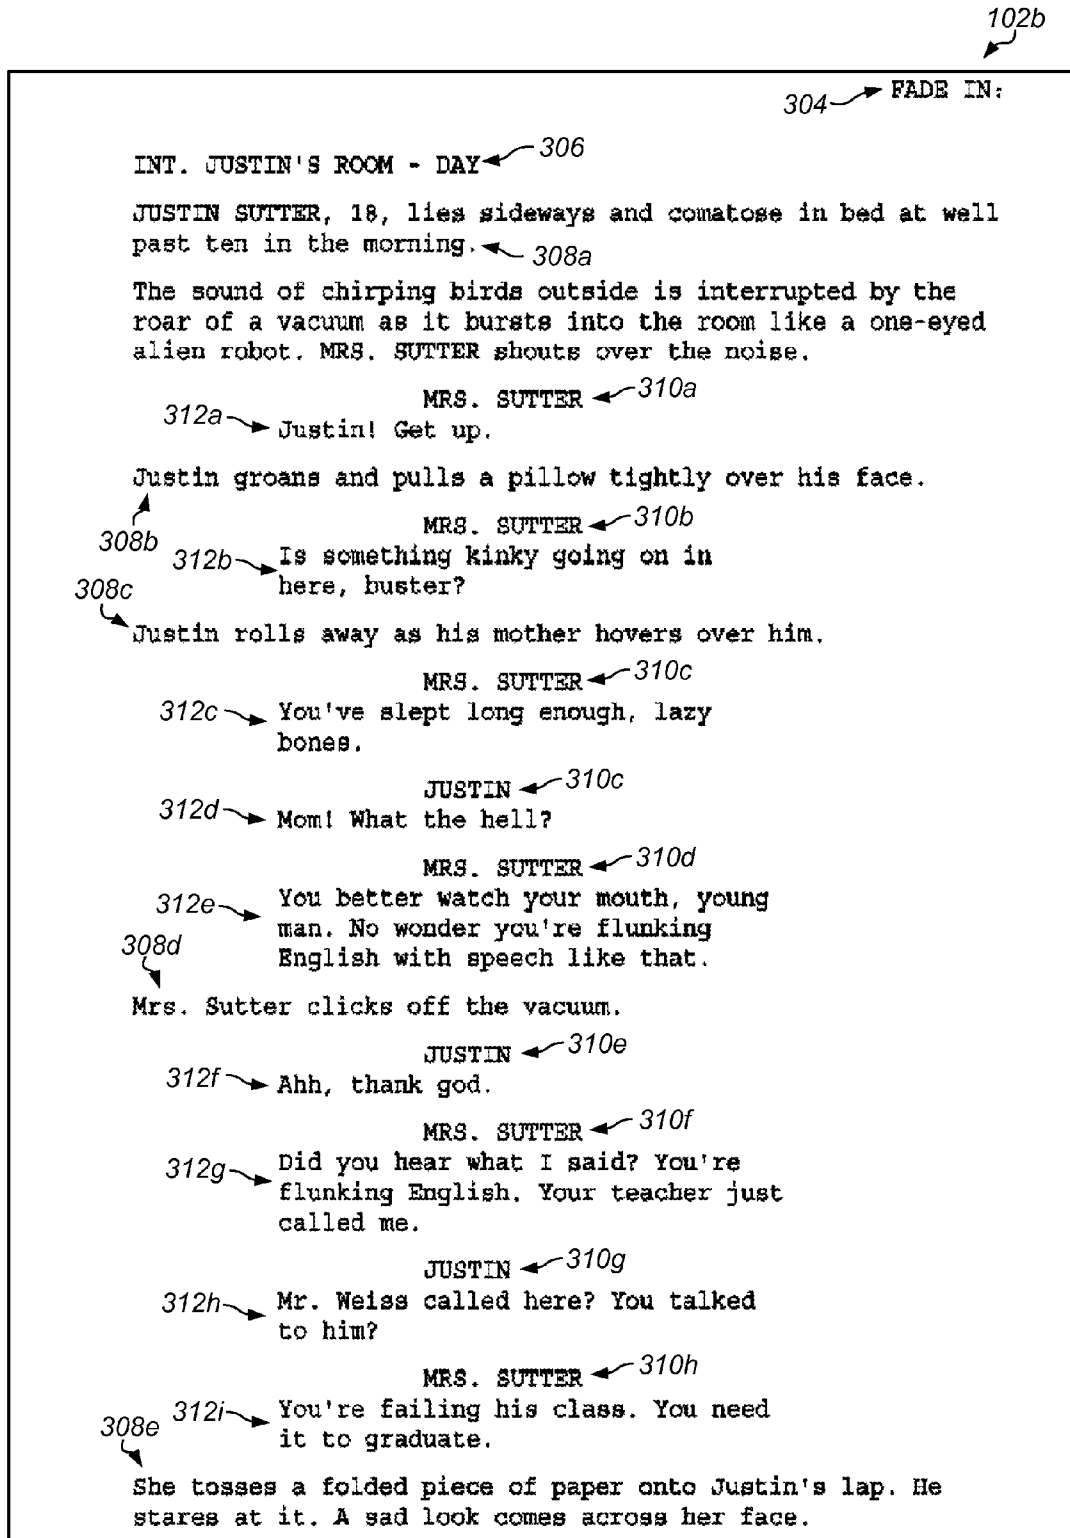 102b
304 FADE IN:
INT. JUSTIN'S ROOM - DAY 306
JUSTIN SUTTER, 18, lies sideways and comatose in bed at well
past ten in the morning. 308a
The sound of chirping birds outside is interrupted by the
roar of a vacuum as it bursts into the room like a one-eyed
alien robot. MRS. SUTTER shouts over the noise.
MRS. SUTTER 310a
312a Justin! Get up.
Justin groans and pulls a pillow tightly over his face.
308b
MRS. SUTTER 310b
312b Is something kinky going on in
here, buster?
308c
Justin rolls away as his mother hovers over him.
MRS. SUTTER 310c
312c You've slept long enough, lazy
bones.
JUSTIN 310c
312d Mom! What the hell?
MRS. SUTTER 310d
312e You better watch your mouth, young
man. No wonder you're flunking
English with speech like that.
308d
Mrs. Sutter clicks off the vacuum.
JUSTIN 310e
312f Ahh, thank god.
MRS. SUTTER 310f
312g Did you hear what I said? You're
flunking English. Your teacher just
called me.
JUSTIN 310g
312h Mr. Weiss called here? You talked
to him?
MRS. SUTTER 310h
312i You're failing his class. You need
it to graduate.
308e
She tosses a folded piece of paper onto Justin's lap. He
stares at it. A sad look comes across her face.